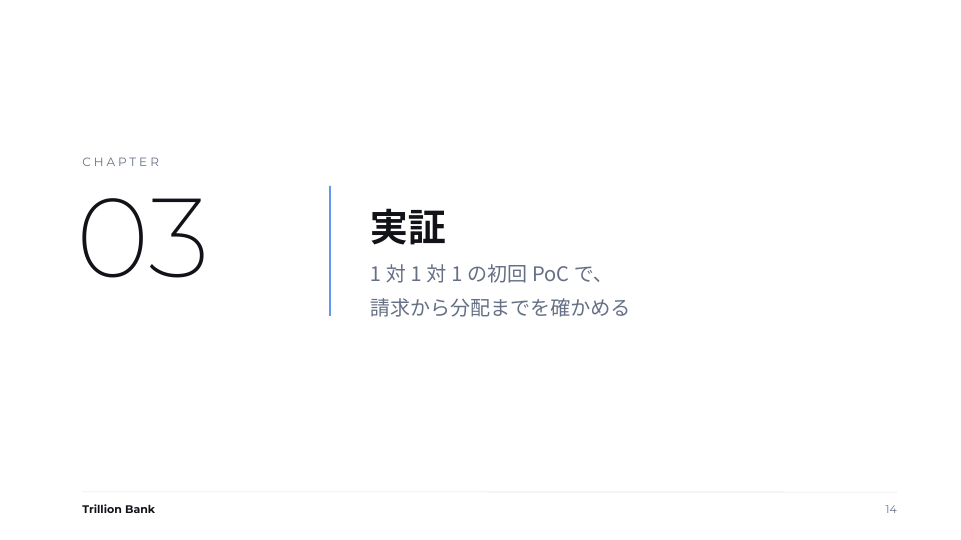 CHAPTER
03
実証
1 対 1 対 1 の初回 PoC で、
請求から分配までを確かめる
Trillion Bank
14